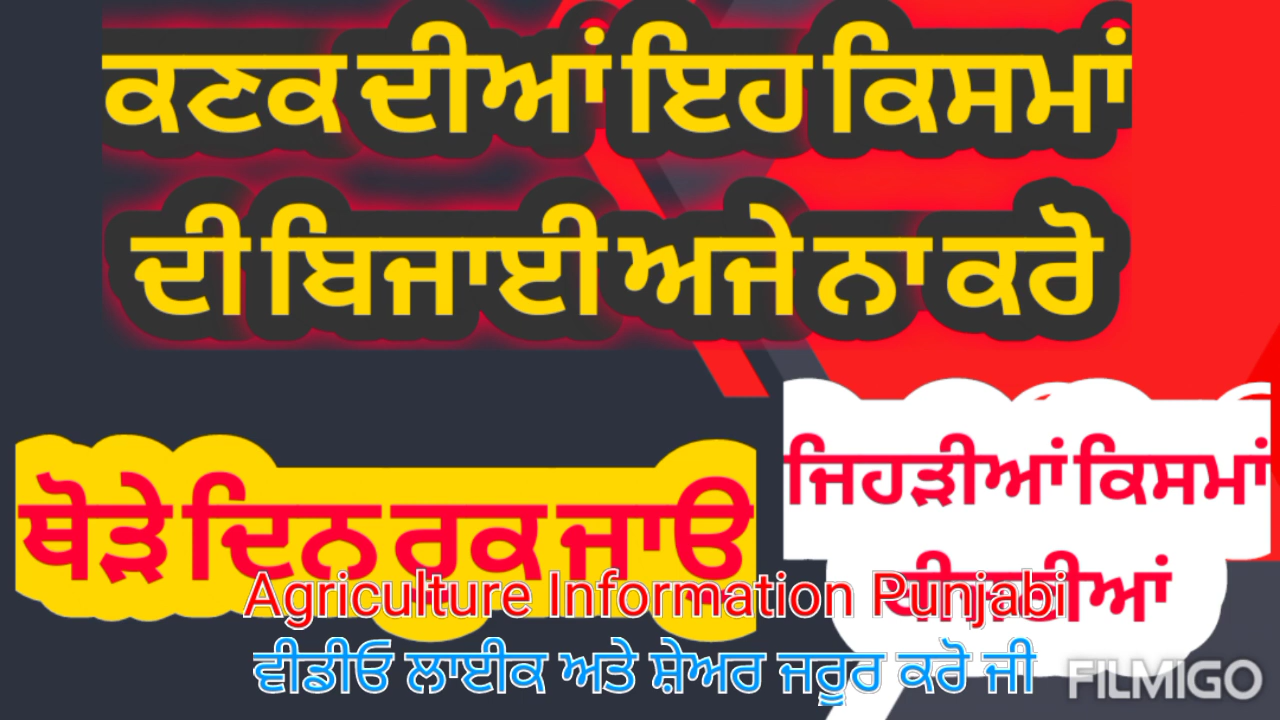 ਕਣਕ ਦੀਆਂ ਇਹ ਕਿਸਮਾਂ
ਦੀ ਬਿਜਾਈ ਅਜੇ ਨਾ ਕਰੋ
ਥੋੜੇ ਦਿਨ ਰੁਕ ਜਾਓ
ਜਿਹੜੀਆਂ ਕਿਸਮਾਂ
Agriculture Information Punjabi
ਵੀਡੀਓ ਲਾਈਕ ਅਤੇ ਸ਼ੇਅਰ ਜਰੂਰ ਕਰੋ ਜੀ
FILMIGO